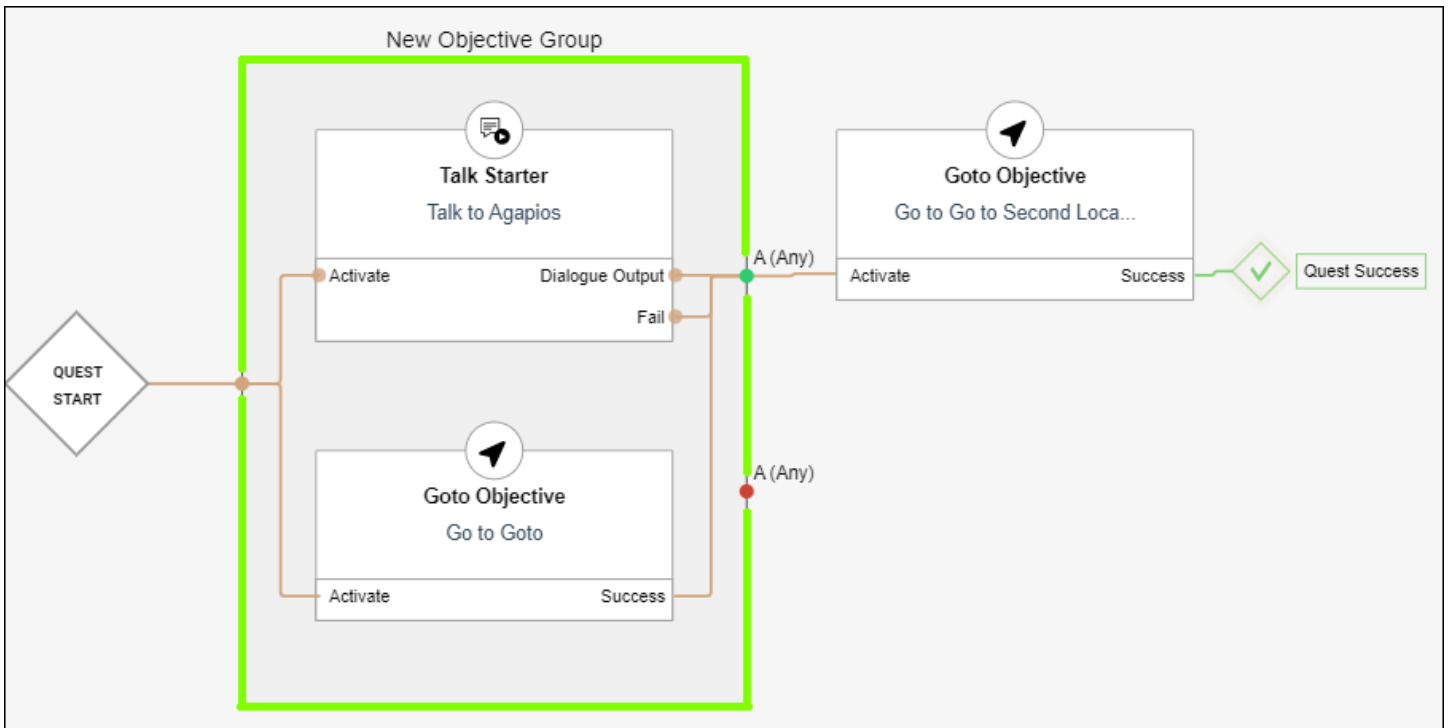 New Objective Group
Talk Starter
Talk to Agapios
Activate
Dialogue Output
Fail
Goto Objective
Go to Goto
Activate
Success
QUEST
START
A (Any)
A (Any)
Goto Objective
Go to Go to Second Loca...
Activate
Success
Quest Success